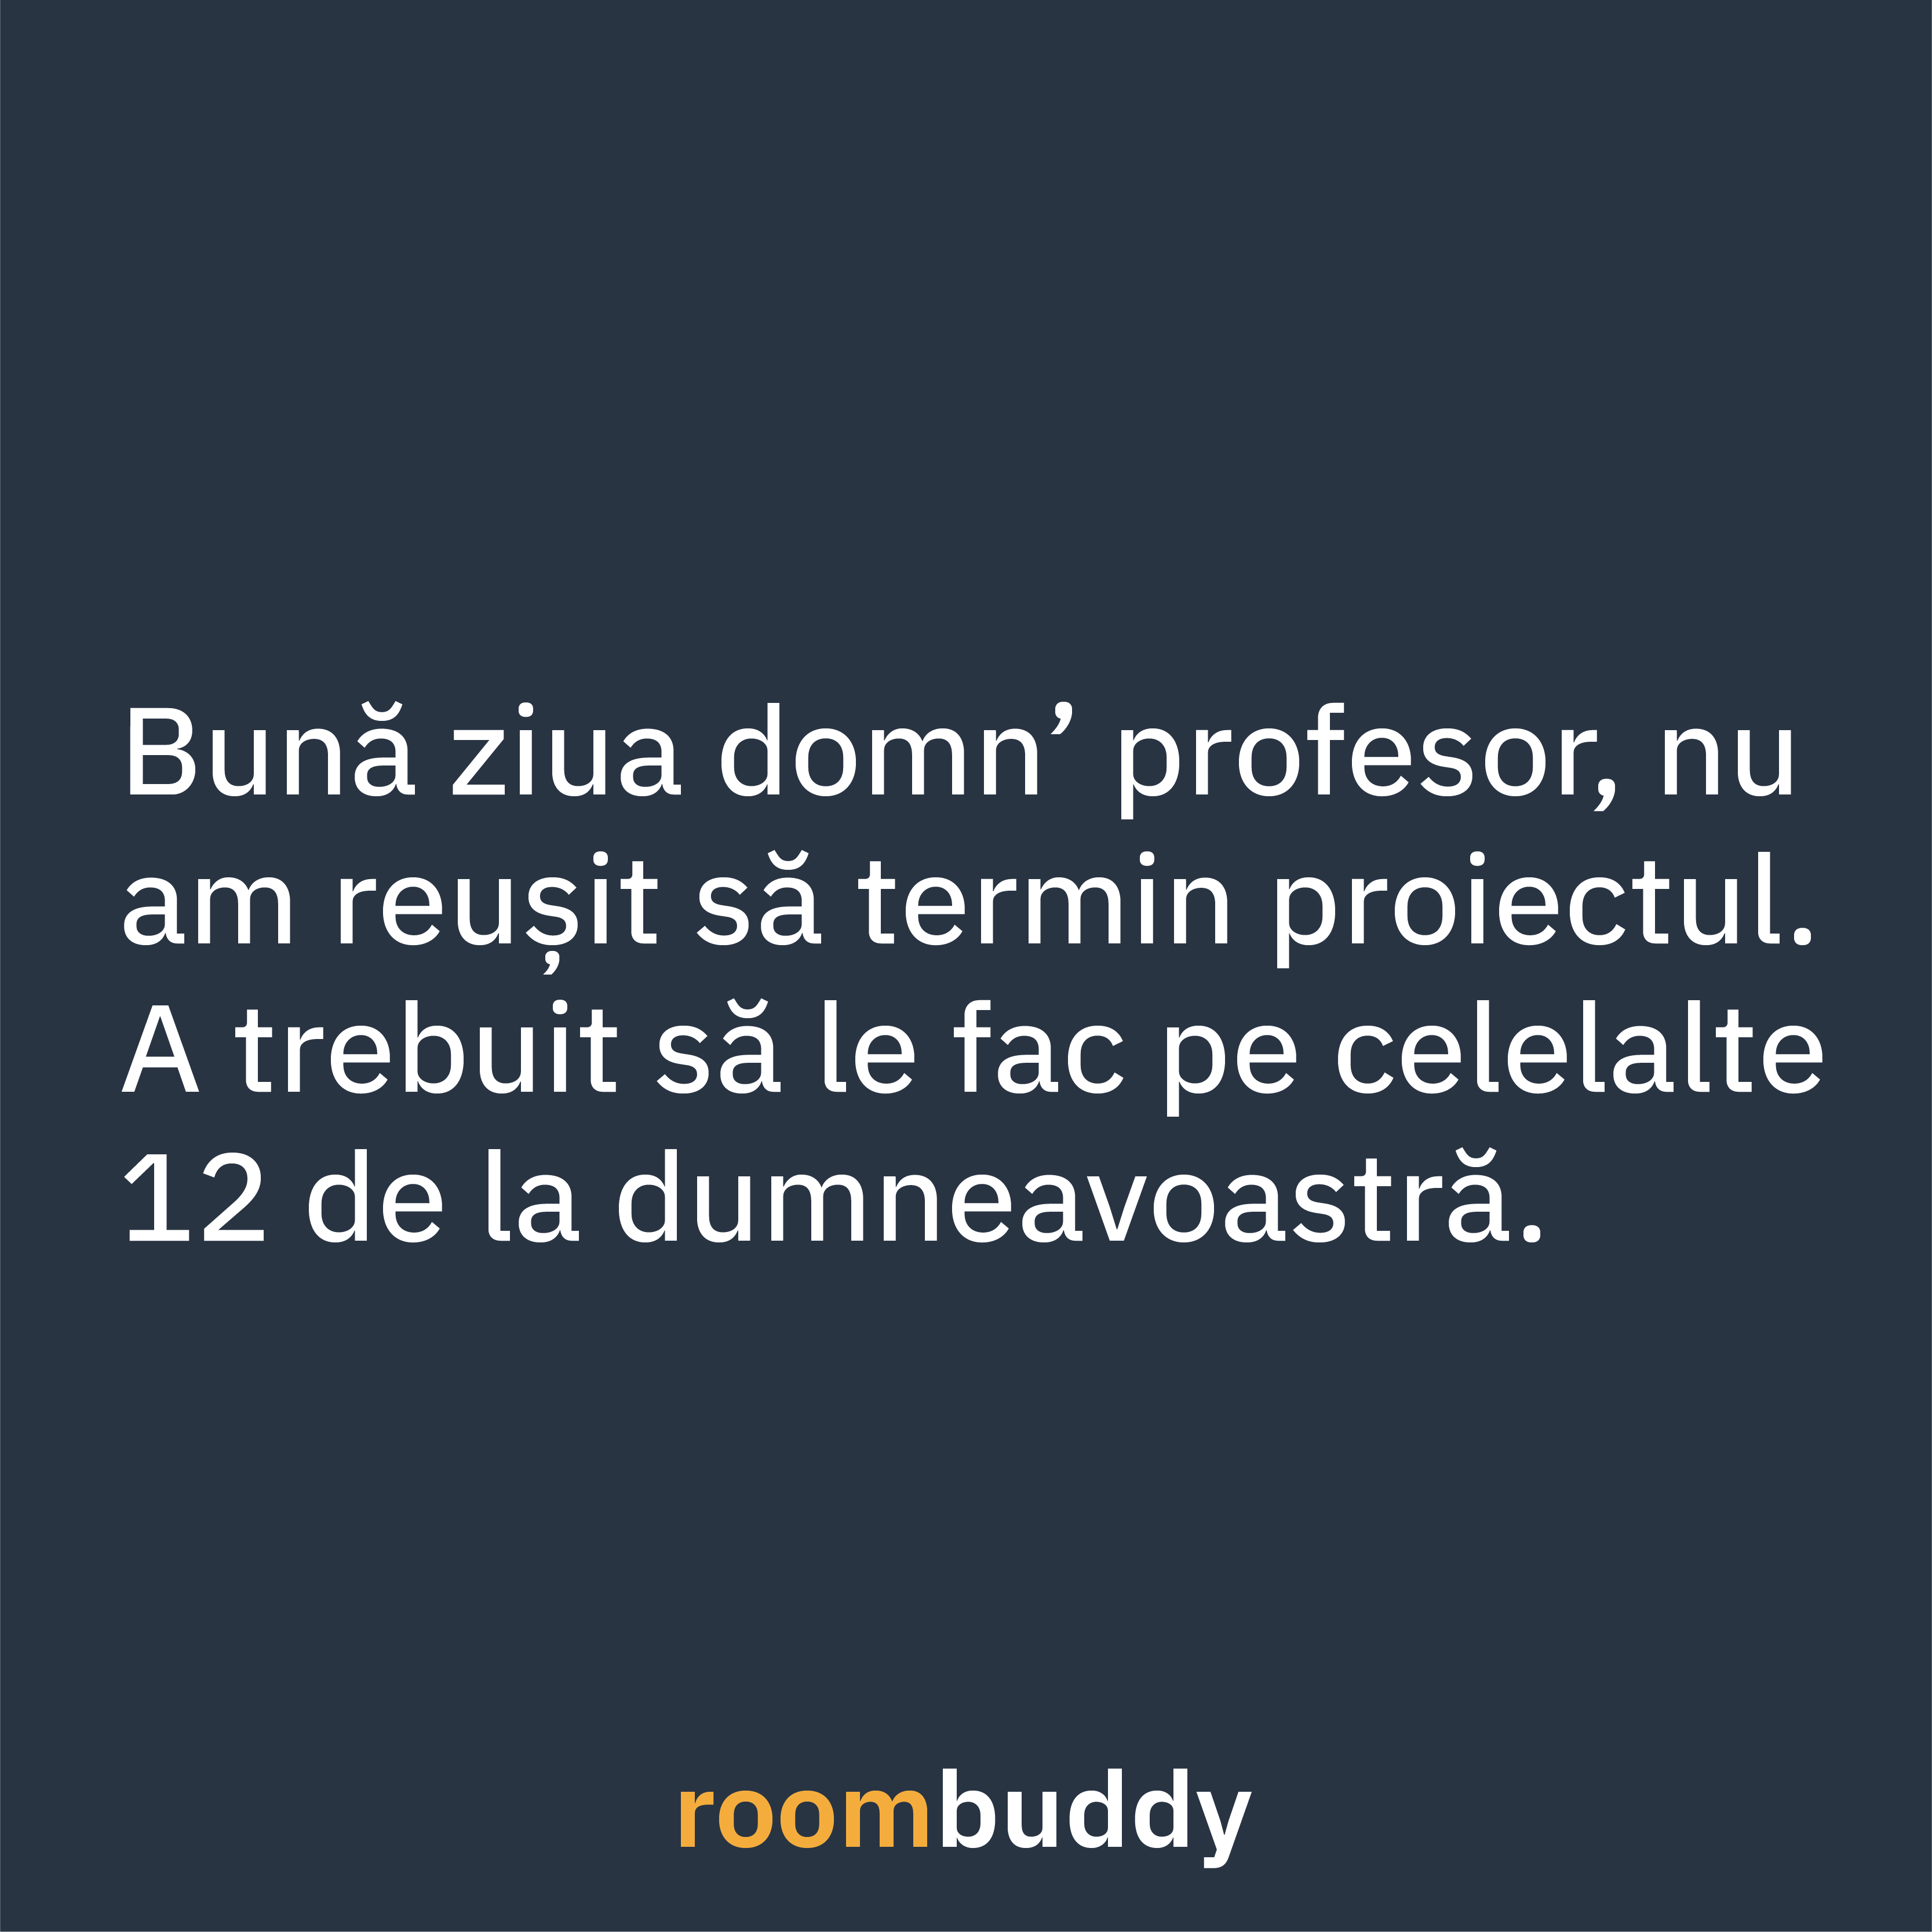 Bună ziua domn’ profesor, nu
am reușit să termin proiectul.
A trebuit să le fac pe celelalte
12 de la dumneavoastră.
roombuddy